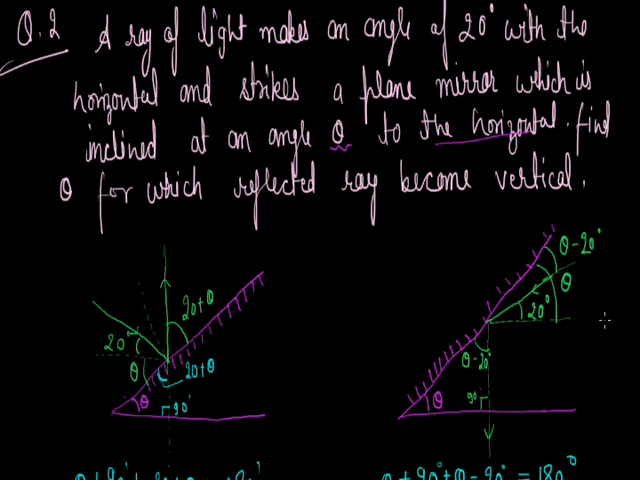 Q.2 A ray of light makes an angle of 20° with the
horizontal and strikes a plane mirror which is
inclined at an angle θ to the horizontal. find
θ for which reflected ray become vertical.
20°
20+θ
θ
20+θ
θ
90°
θ-20°
θ
20°
θ-20°
θ
90°
θ+90°+θ-20°=180°